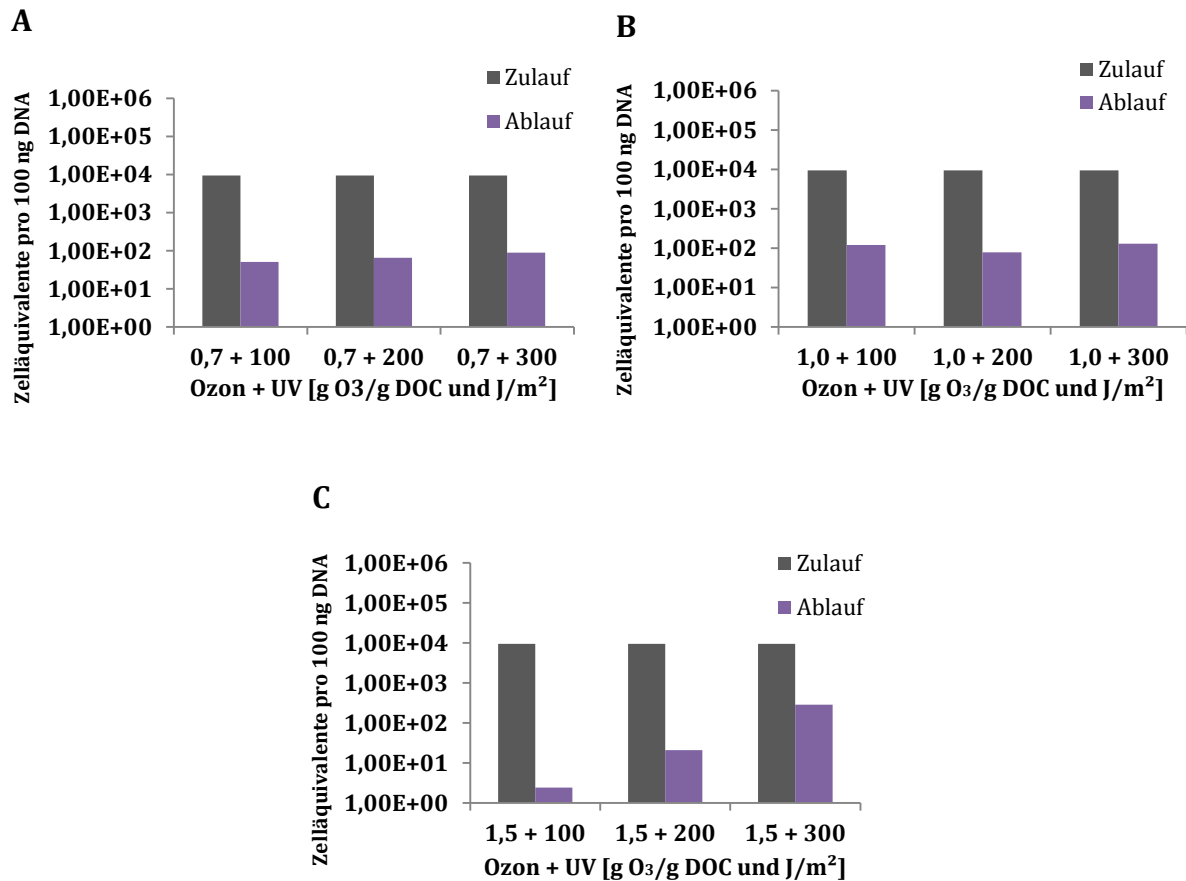 A
Zelläquivalente pro 100 ng DNA
Zulauf
Ablauf
1,00E+06
1,00E+05
1,00E+04
1,00E+03
1,00E+02
1,00E+01
1,00E+00
0,7 + 100
0,7 + 200
0,7 + 300
Ozon + UV [g O3/g DOC und J/m²]
B
Zelläquivalente pro 100 ng DNA
Zulauf
Ablauf
1,00E+06
1,00E+05
1,00E+04
1,00E+03
1,00E+02
1,00E+01
1,00E+00
1,0 + 100
1,0 + 200
1,0 + 300
Ozon + UV [g O₃/g DOC und J/m²]
C
Zelläquivalente pro 100 ng DNA
Zulauf
Ablauf
1,00E+06
1,00E+05
1,00E+04
1,00E+03
1,00E+02
1,00E+01
1,00E+00
1,5 + 100
1,5 + 200
1,5 + 300
Ozon + UV [g O₃/g DOC und J/m²]